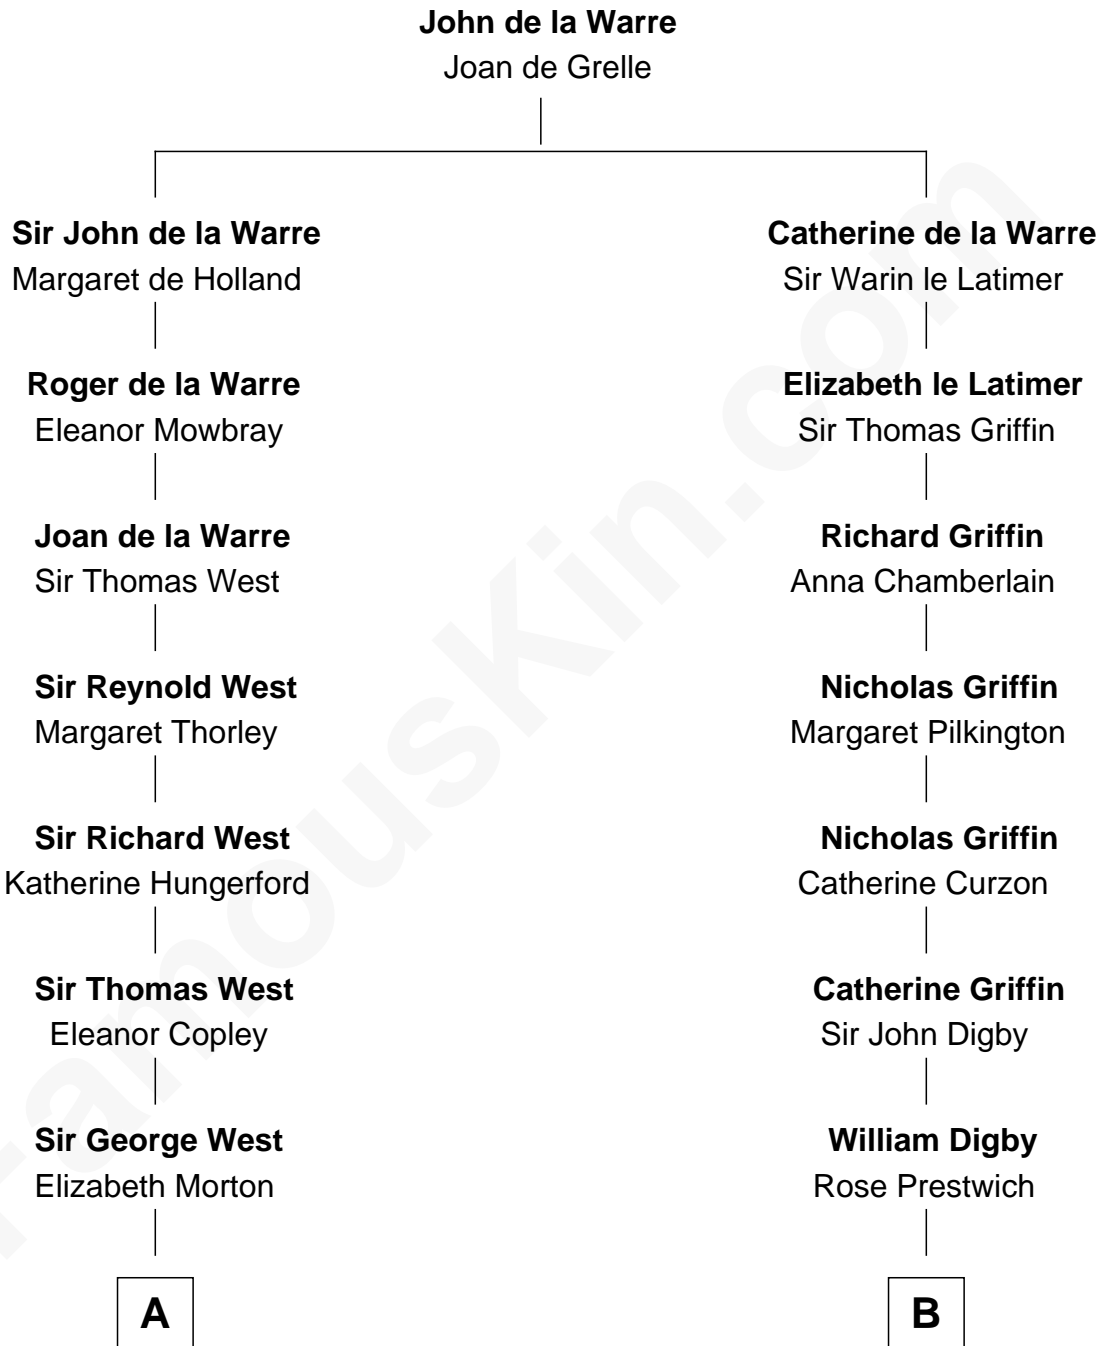 John de la Warre
Joan de Grelle
Sir John de la Warre
Margaret de Holland
Catherine de la Warre
Sir Warin le Latimer
Roger de la Warre
Eleanor Mowbray
Elizabeth le Latimer
Sir Thomas Griffin
Joan de la Warre
Sir Thomas West
Richard Griffin
Anna Chamberlain
Sir Reynold West
Margaret Thorley
Nicholas Griffin
Margaret Pilkington
Sir Richard West
Katherine Hungerford
Nicholas Griffin
Catherine Curzon
Sir Thomas West
Eleanor Copley
Catherine Griffin
Sir John Digby
Sir George West
Elizabeth Morton
William Digby
Rose Prestwich
A
B
FamousKin.com